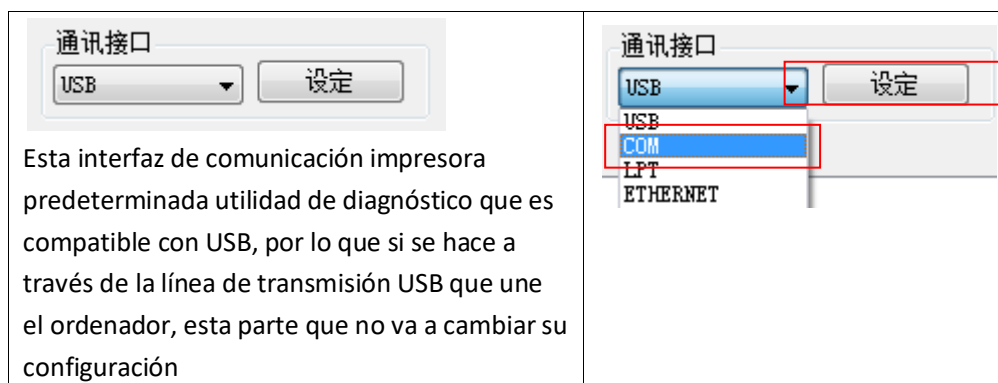 通讯接口
USB 设定
Esta interfaz de comunicación impresora
predeterminada utilidad de diagnóstico que es
compatible con USB, por lo que si se hace a
través de la línea de transmisión USB que une
el ordenador, esta parte que no va a cambiar su
configuración
通讯接口
USB 设定
USB
COM
LPT
ETHERNET